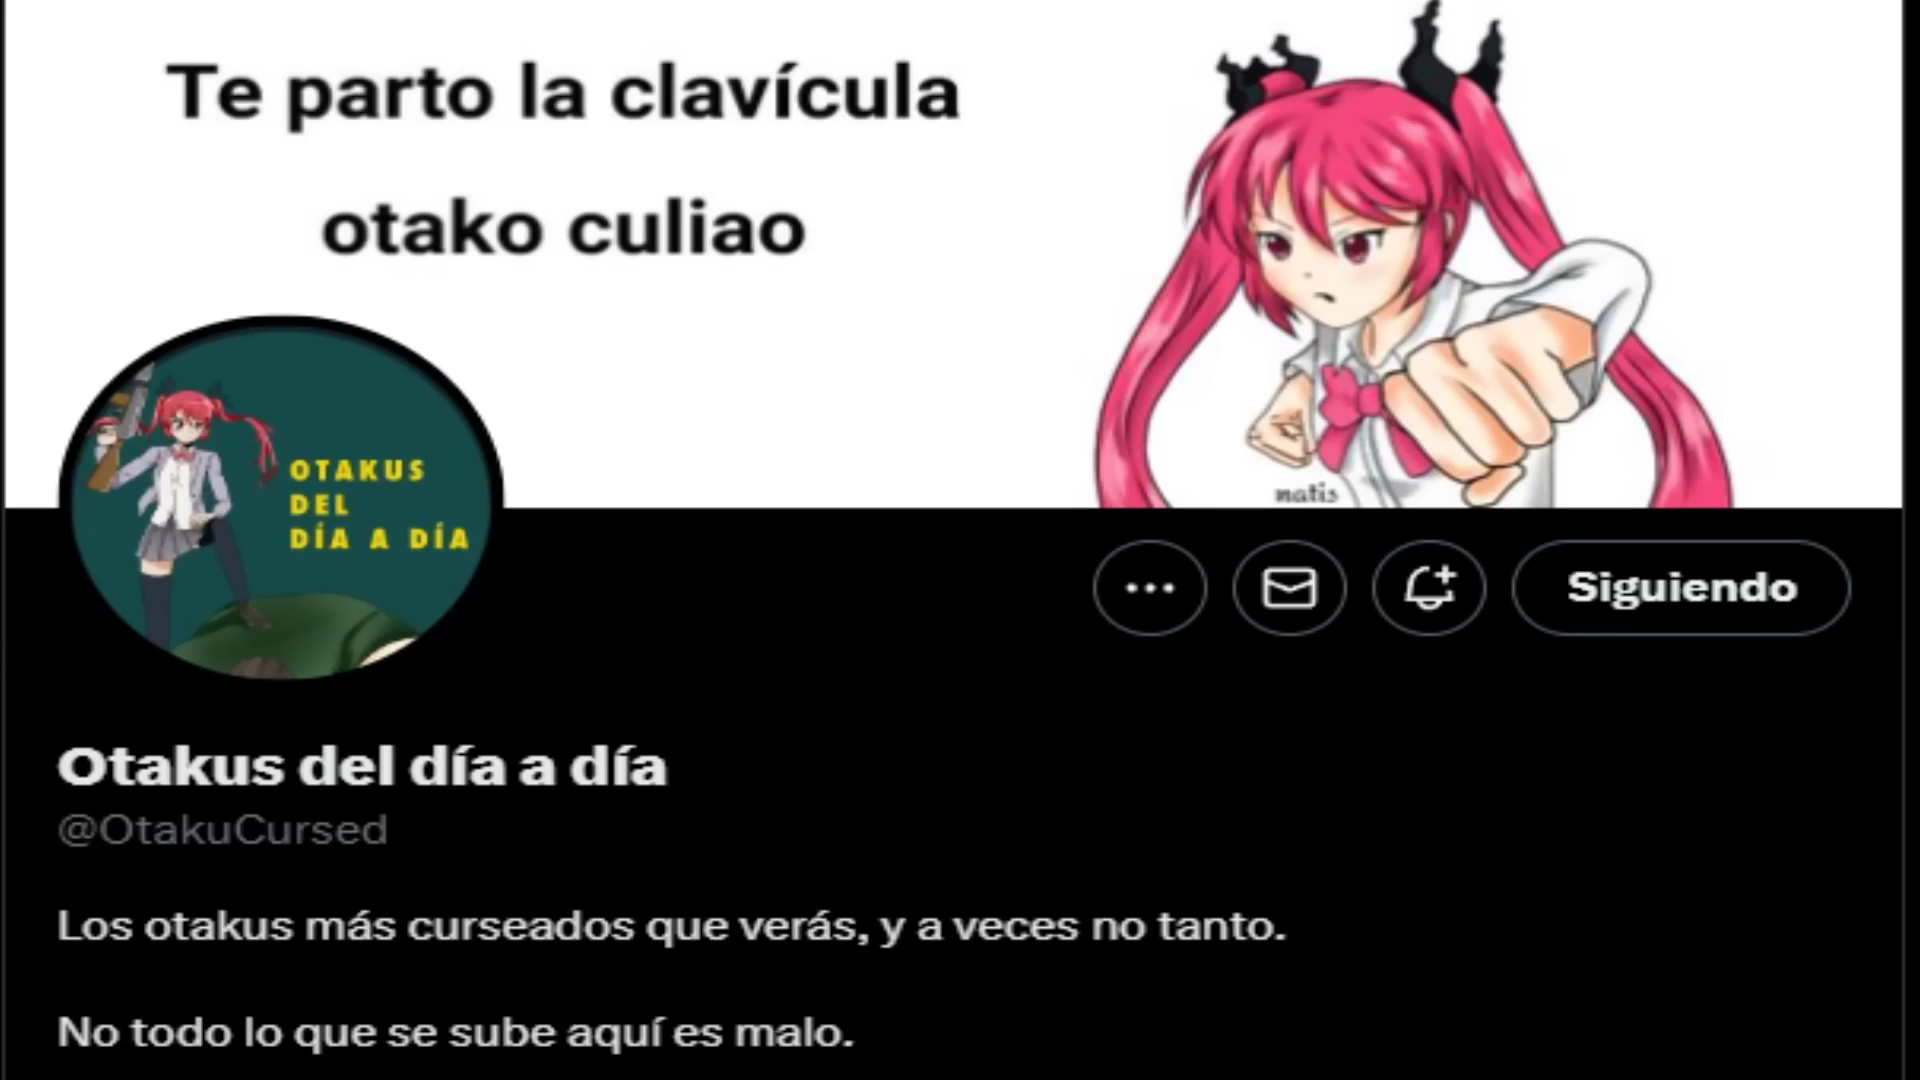 Te parto la clavícula
otako culiao
natis
OTAKUS
DEL
DÍA A DÍA
Siguiendo
Otakus del día a día
@OtakuCursed
Los otakus más curseados que verás, y a veces no tanto.
No todo lo que se sube aquí es malo.